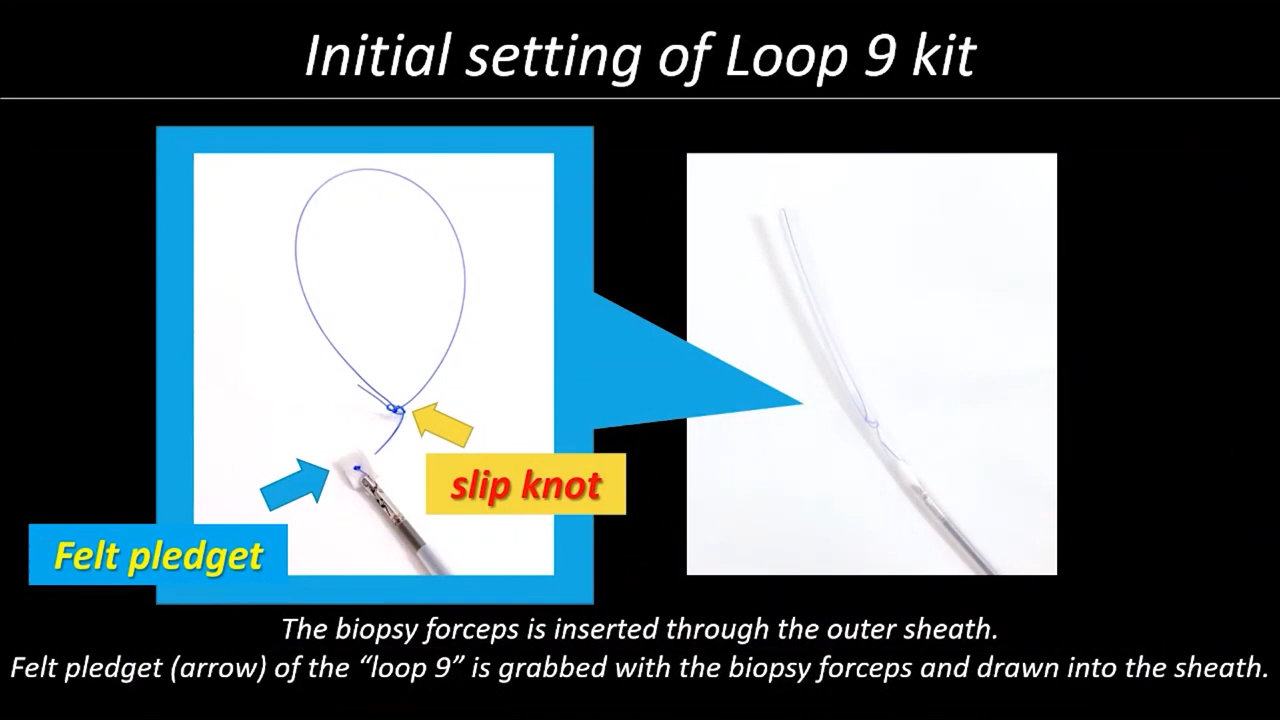 Initial setting of Loop 9 kit
slip knot
Felt pledget
The biopsy forceps is inserted through the outer sheath.
Felt pledget (arrow) of the “loop 9” is grabbed with the biopsy forceps and drawn into the sheath.